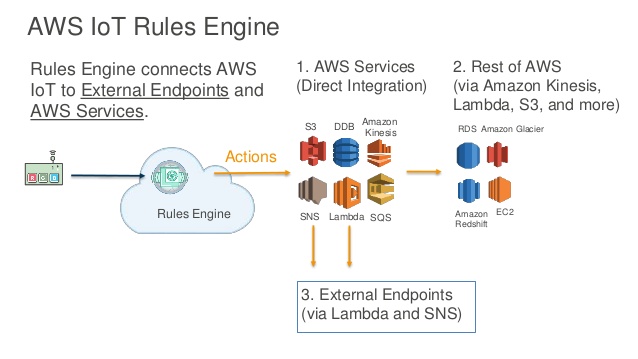 AWS IoT Rules Engine
Rules Engine connects AWS
IoT to External Endpoints and
AWS Services.
1. AWS Services
(Direct Integration)
2. Rest of AWS
(via Amazon Kinesis,
Lambda, S3, and more)
Actions
Rules Engine
S3
DDB
Amazon
Kinesis
SNS
Lambda
SQS
RDS
Amazon Glacier
Amazon
Redshift
EC2
3. External Endpoints
(via Lambda and SNS)